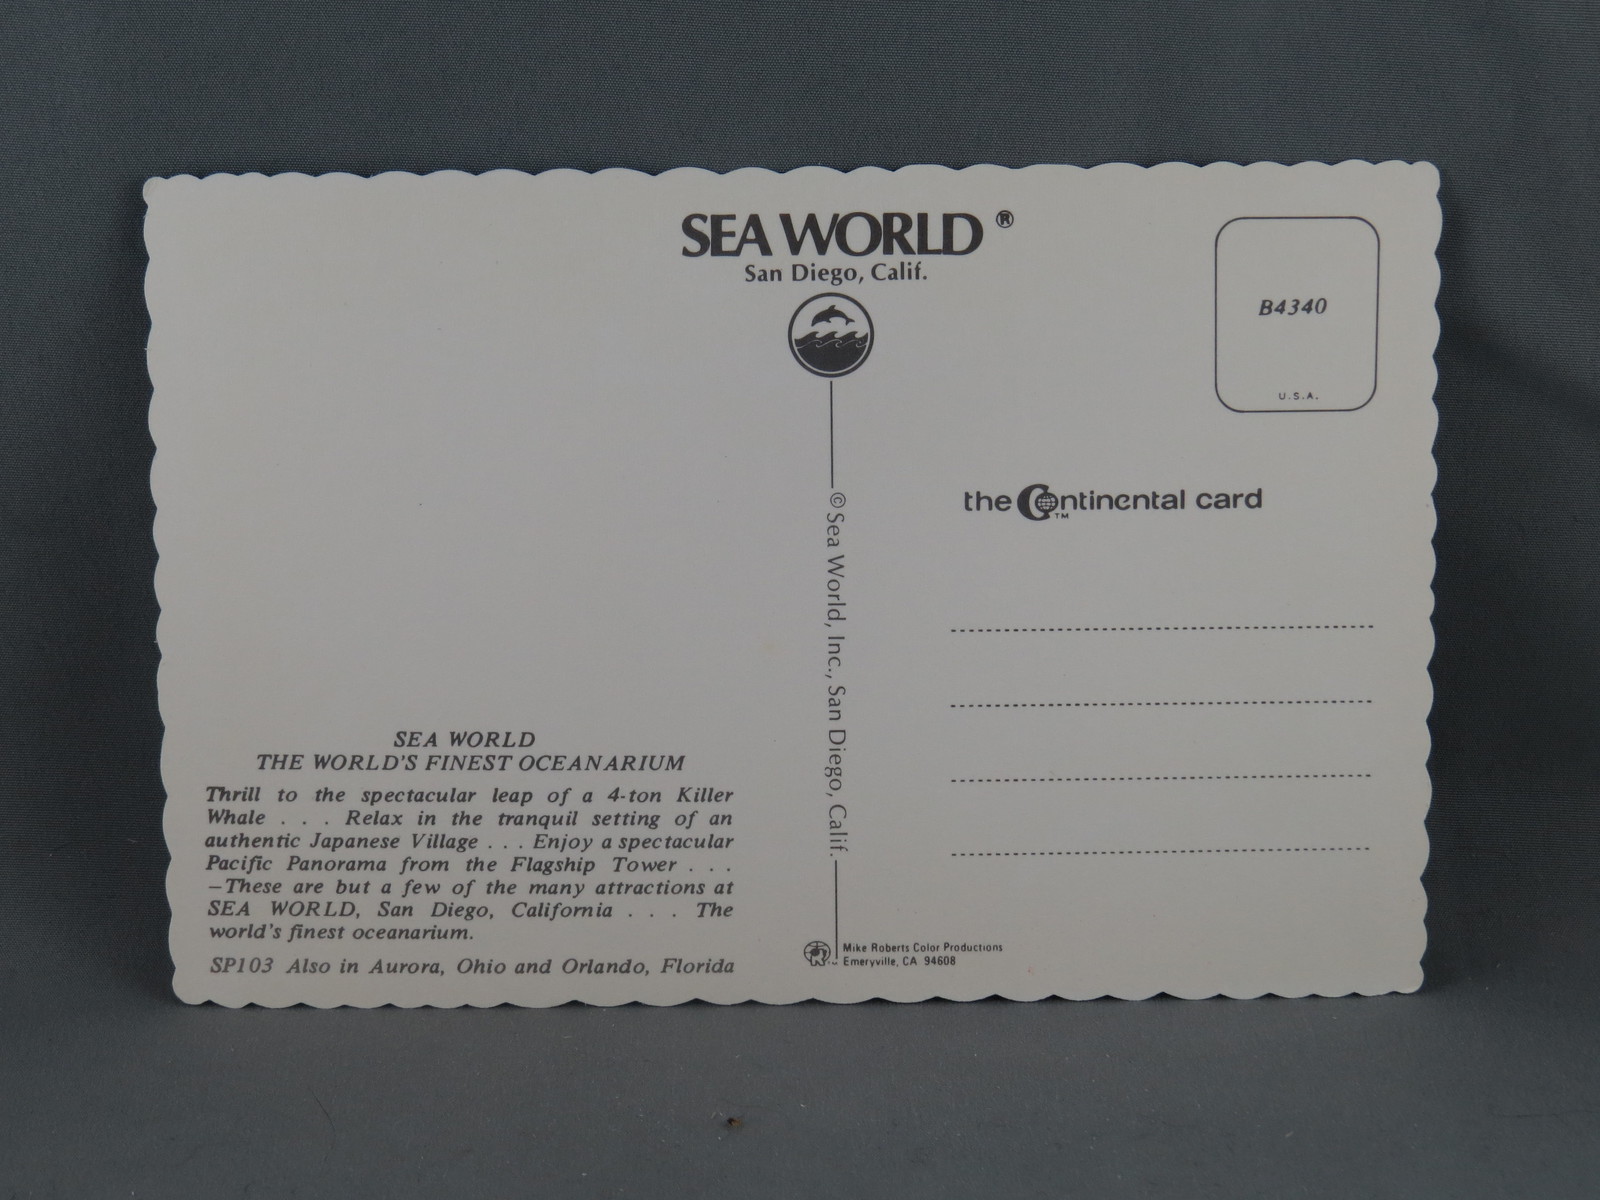 SEA WORLD ®
San Diego, Calif.
B4340
U.S.A.
the Continental card
TM
© Sea World, Inc., San Diego, Calif.
SEA WORLD
THE WORLD'S FINEST OCEANARIUM
Thrill to the spectacular leap of a 4-ton Killer
Whale . . . Relax in the tranquil setting of an
authentic Japanese Village . . . Enjoy a spectacular
Pacific Panorama from the Flagship Tower . . .
—These are but a few of the many attractions at
SEA WORLD, San Diego, California . . . The
world's finest oceanarium.
SP103 Also in Aurora, Ohio and Orlando, Florida
Mike Roberts Color Productions
Emeryville, CA 94608